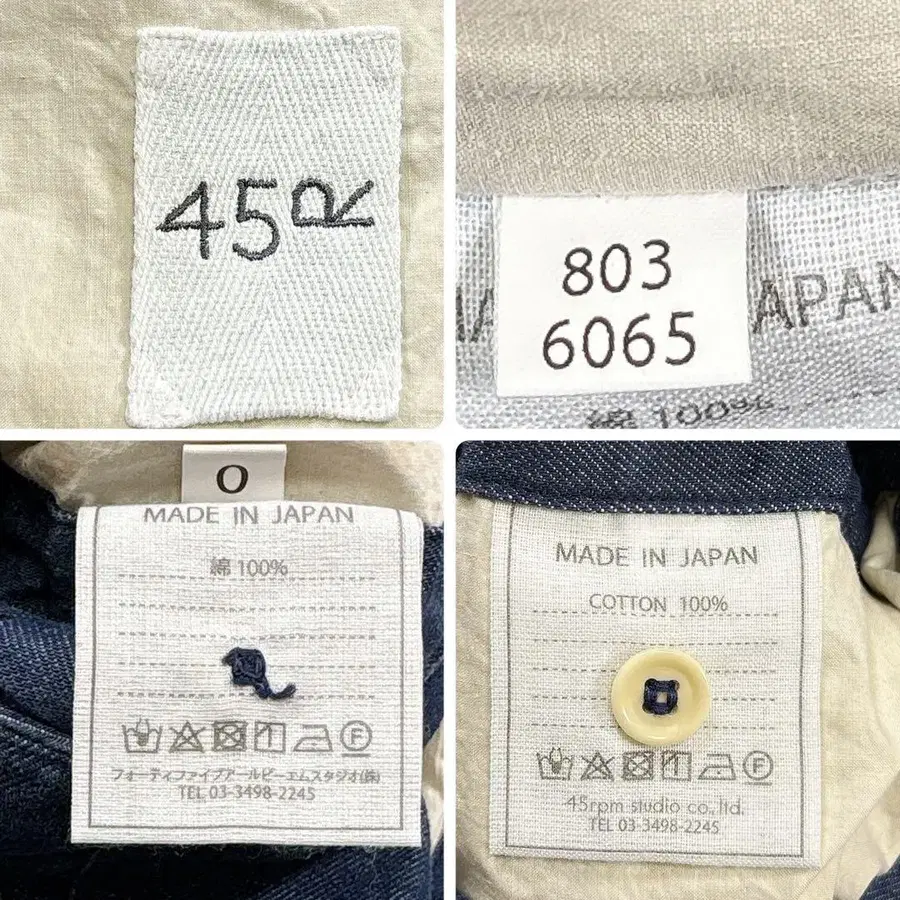 45R
803
6065
JAPAN
綿 100%
O
MADE IN JAPAN
綿 100%
フォーティファイブアールピーエムスタジオ(株)
TEL 03-3498-2245
MADE IN JAPAN
COTTON 100%
45rpm studio co.,ltd.
TEL 03-3498-2245